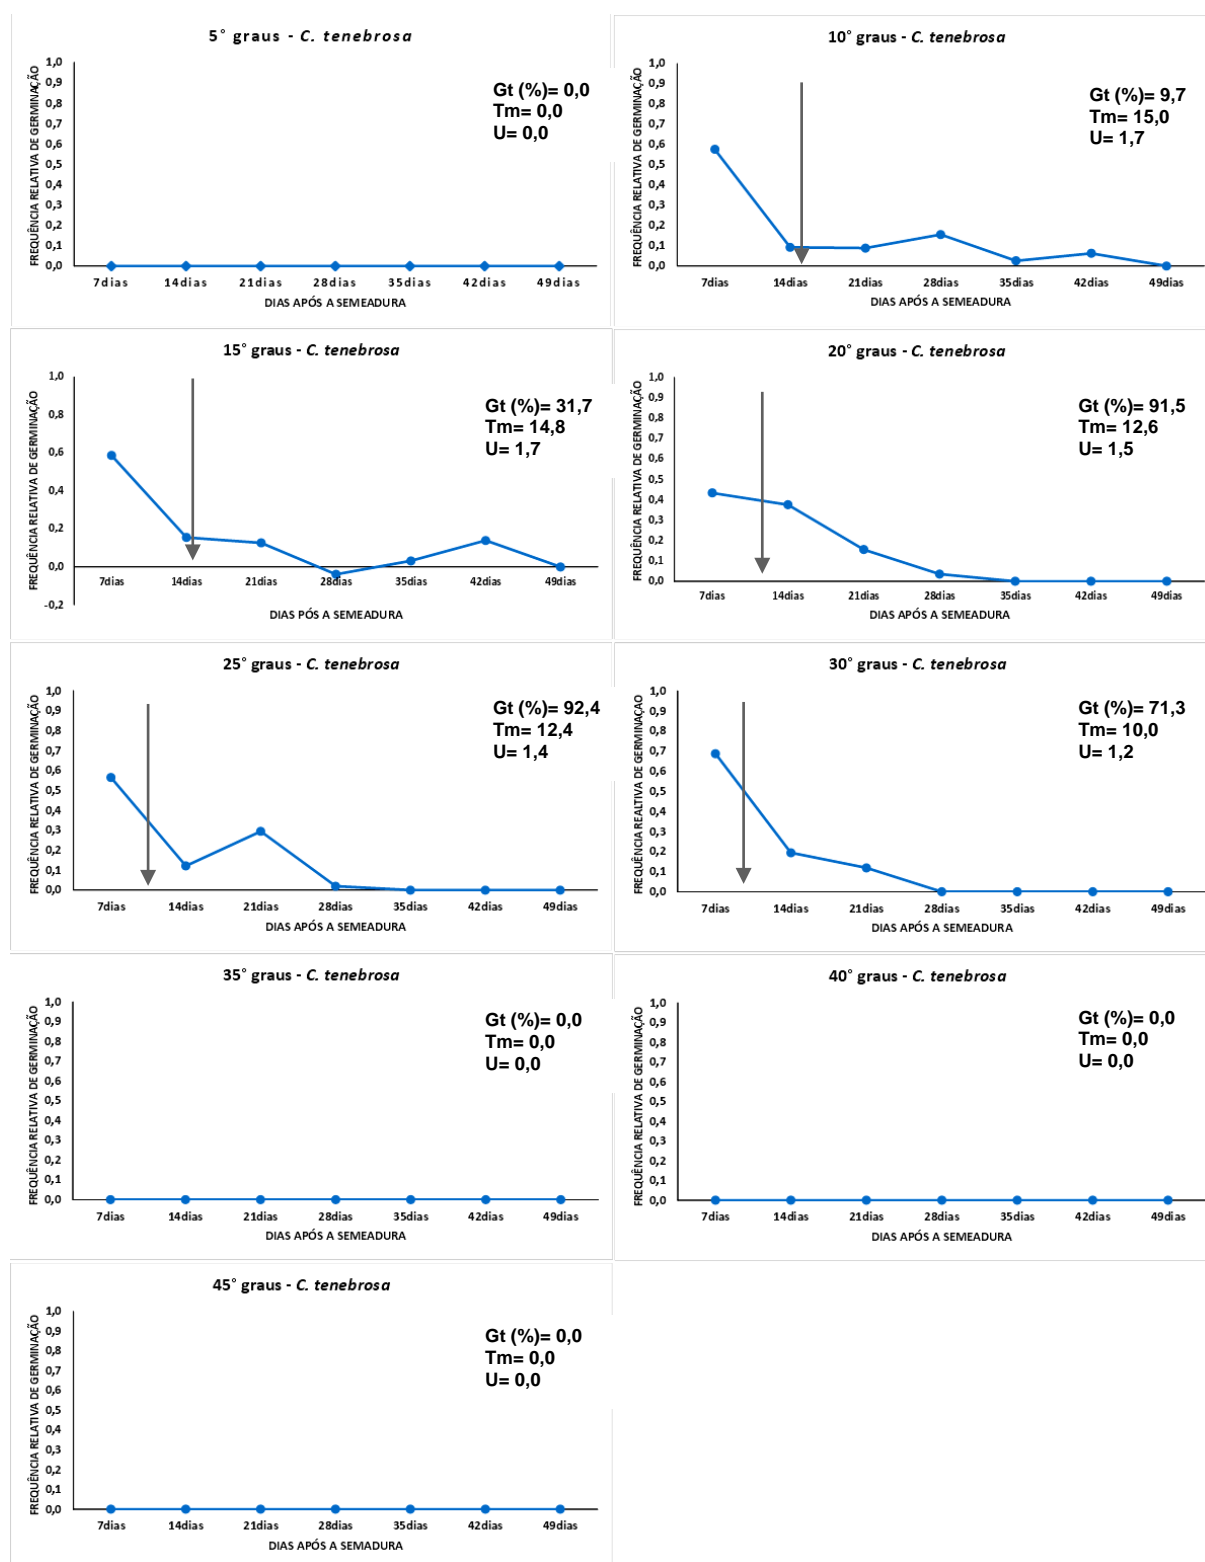 5° graus - C. tenebrosa
FREQUÊNCIA RELATIVA DE GERMINAÇÃO
1,0
0,9
0,8
0,7
0,6
0,5
0,4
0,3
0,2
0,1
0,0
Gt (%)= 0,0
Tm= 0,0
U= 0,0
7dias 14dias 21dias 28dias 35dias 42dias 49dias
DIAS APÓS A SEMEADURA
10° graus - C. tenebrosa
FREQUÊNCIA RELATIVA DE GERMINAÇÃO
1,0
0,9
0,8
0,7
0,6
0,5
0,4
0,3
0,2
0,1
0,0
Gt (%)= 9,7
Tm= 15,0
U= 1,7
7dias 14dias 21dias 28dias 35dias 42dias 49dias
DIAS APÓS A SEMEADURA
15° graus - C. tenebrosa
FREQUÊNCIA RELATIVA DE GERMINAÇÃO
1,0
0,8
0,6
0,4
0,2
0,0
-0,2
Gt (%)= 31,7
Tm= 14,8
U= 1,7
7dias 14dias 21dias 28dias 35dias 42dias 49dias
DIAS PÓS A SEMEADURA
20° graus - C. tenebrosa
FREQUÊNCIA RELATIVA DE GERMINAÇÃO
1,0
0,9
0,8
0,7
0,6
0,5
0,4
0,3
0,2
0,1
0,0
Gt (%)= 91,5
Tm= 12,6
U= 1,5
7dias 14dias 21dias 28dias 35dias 42dias 49dias
DIAS APÓS A SEMEADURA
25° graus - C. tenebrosa
FREQUÊNCIA RELATIVA DE GERMINAÇÃO
1,0
0,9
0,8
0,7
0,6
0,5
0,4
0,3
0,2
0,1
0,0
Gt (%)= 92,4
Tm= 12,4
U= 1,4
7dias 14dias 21dias 28dias 35dias 42dias 49dias
DIAS APÓS A SEMEADURA
30° graus - C. tenebrosa
FREQUÊNCIA REALTIVA DE GERMINAÇÃO
1,0
0,9
0,8
0,7
0,6
0,5
0,4
0,3
0,2
0,1
0,0
Gt (%)= 71,3
Tm= 10,0
U= 1,2
7dias 14dias 21dias 28dias 35dias 42dias 49dias
DIAS APÓS A SEMEADURA
35° graus - C. tenebrosa
FREQUÊNCIA RELATIVA DE GERMINAÇÃO
1,0
0,9
0,8
0,7
0,6
0,5
0,4
0,3
0,2
0,1
0,0
Gt (%)= 0,0
Tm= 0,0
U= 0,0
7dias 14dias 21dias 28dias 35dias 42dias 49dias
DIAS APÓS A SEMEADURA
40° graus - C. tenebrosa
FREQUÊNCIA RELATIVA DE GERMINAÇÃO
1,0
0,9
0,8
0,7
0,6
0,5
0,4
0,3
0,2
0,1
0,0
Gt (%)= 0,0
Tm= 0,0
U= 0,0
7dias 14dias 21dias 28dias 35dias 42dias 49dias
DIAS APÓS A SEMEADURA
45° graus - C. tenebrosa
FREQUÊNCIA RELATIVA DE GERMINAÇÃO
1,0
0,9
0,8
0,7
0,6
0,5
0,4
0,3
0,2
0,1
0,0
Gt (%)= 0,0
Tm= 0,0
U= 0,0
7dias 14dias 21dias 28dias 35dias 42dias 49dias
DIAS APÓS A SEMADURA